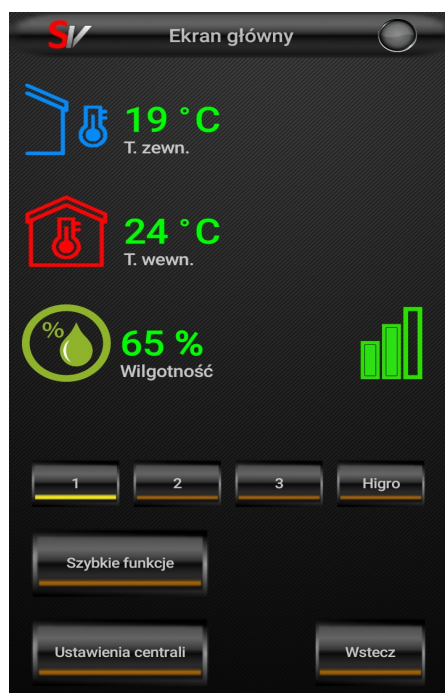 SV Ekran główny
19 °C
T. zewn.
24 °C
T. wewn.
%
65 %
Wilgotność
1 2 3 Higro
Szybkie funkcje
Ustawienia centrali Wstecz